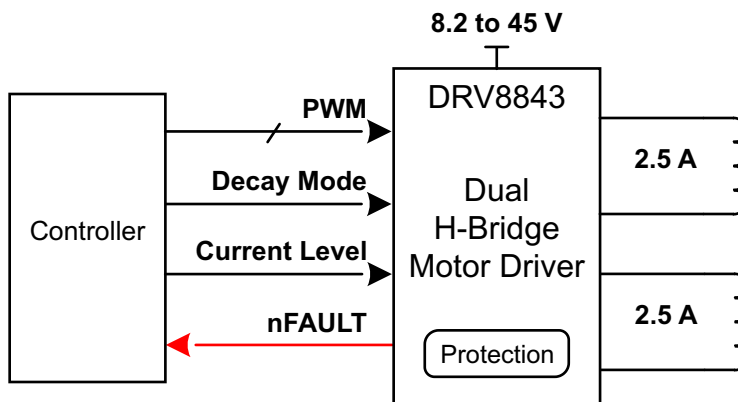 8.2 to 45 V
DRV8843
PWM
Decay Mode
Controller
Current Level
nFAULT
Dual
H-Bridge
Motor Driver
Protection
2.5 A
2.5 A